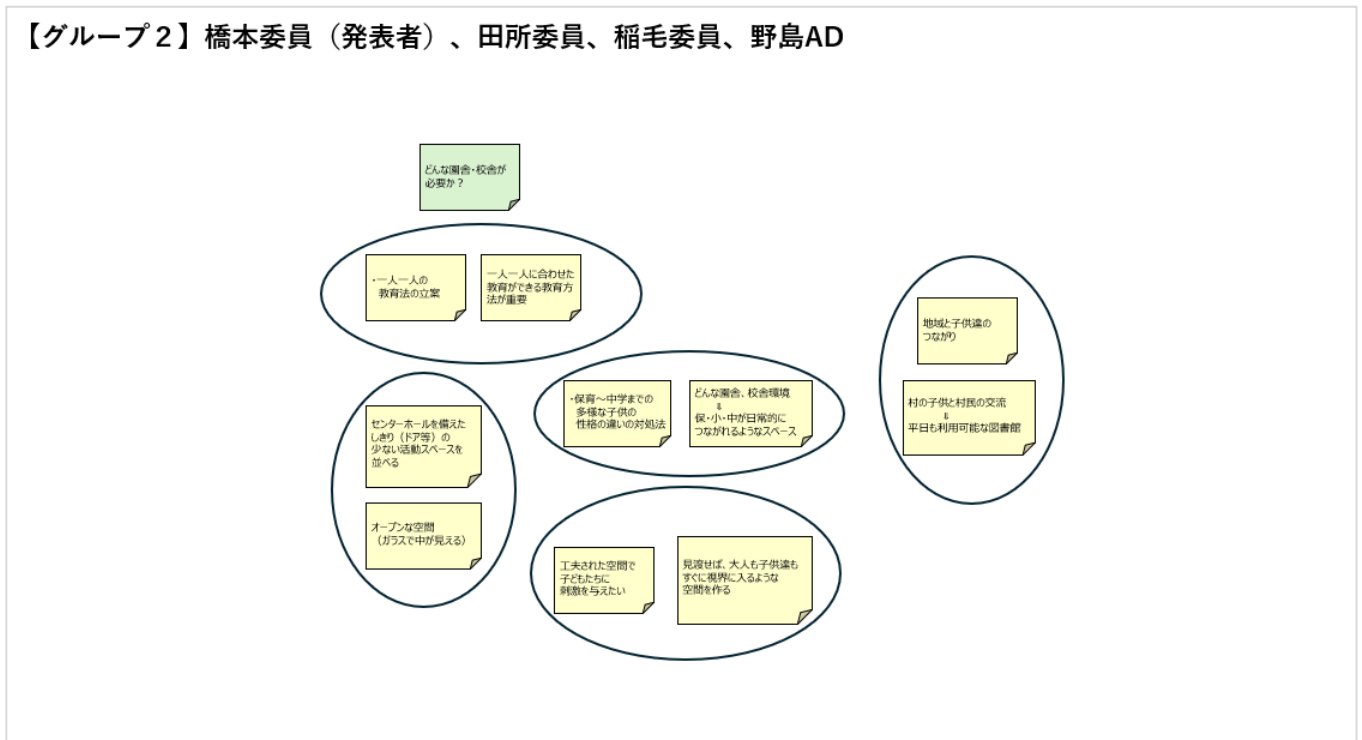 【グループ２】橋本委員（発表者）、田所委員、稲毛委員、野島AD
どんな園舎・校舎が
必要か？
・一人一人の
教育法の立案
一人一人に合わせた
教育ができる教育方
法が重要
地域と子供達の
つながり
村の子供と村民の交流
⇓
平日も利用可能な図書館
・保育～中学までの
多様な子供の
性格の違いの対処法
どんな園舎、校舎環境
⇓
保・小・中が日常的に
つながれるようなスペース
センターホールを備えた
しきり（ドア等）の
少ない活動スペースを
並べる
オープンな空間
（ガラスで中が見える）
工夫された空間で
子どもたちに
刺激を与えたい
見渡せば、大人も子供達も
すぐに視界に入るような
空間を作る